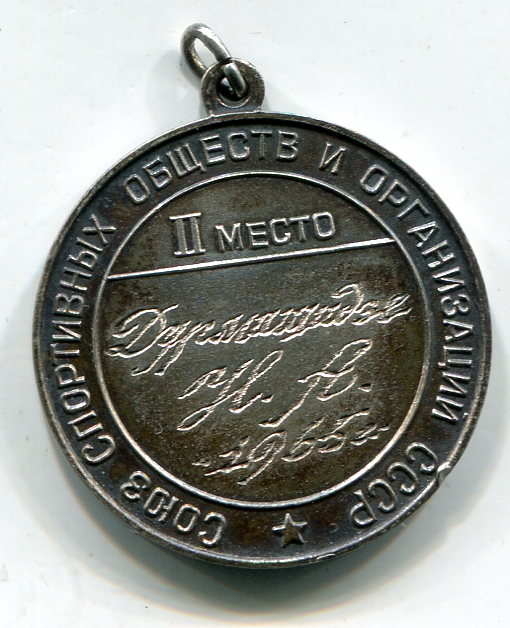 СОЮЗ СПОРТИВНЫХ ОБЩЕСТВ И ОРГАНИЗАЦИЙ СССР
II МЕСТО
1965 г.